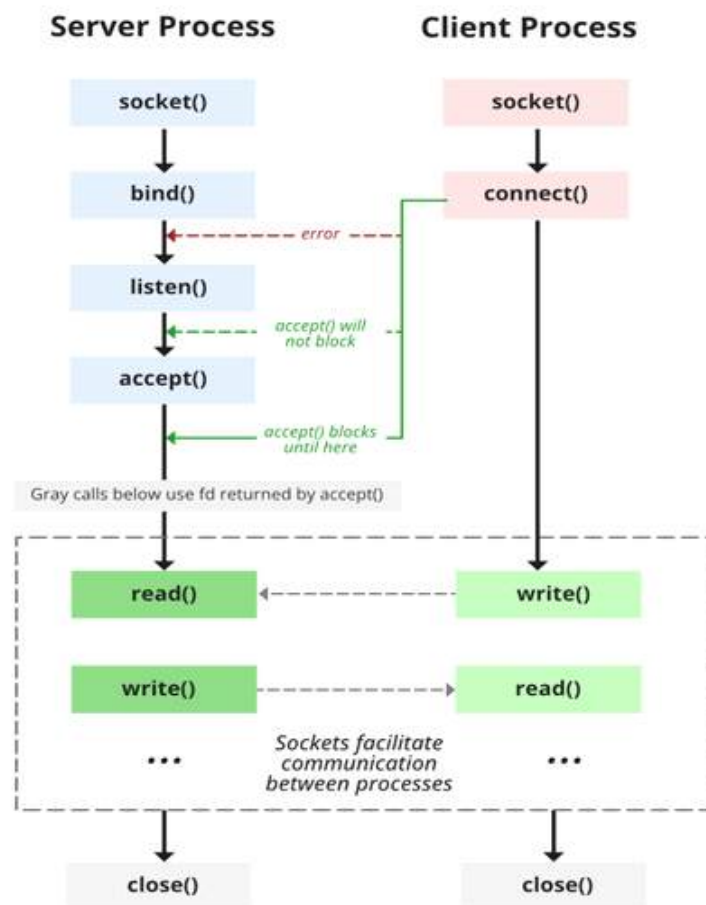 Server Process
Client Process
socket()
socket()
bind()
connect()
error
listen()
accept() will
not block
accept()
accept() blocks
until here
Gray calls below use fd returned by accept()
read()
write()
write()
read()
...
...
Sockets facilitate
communication
between processes
close()
close()